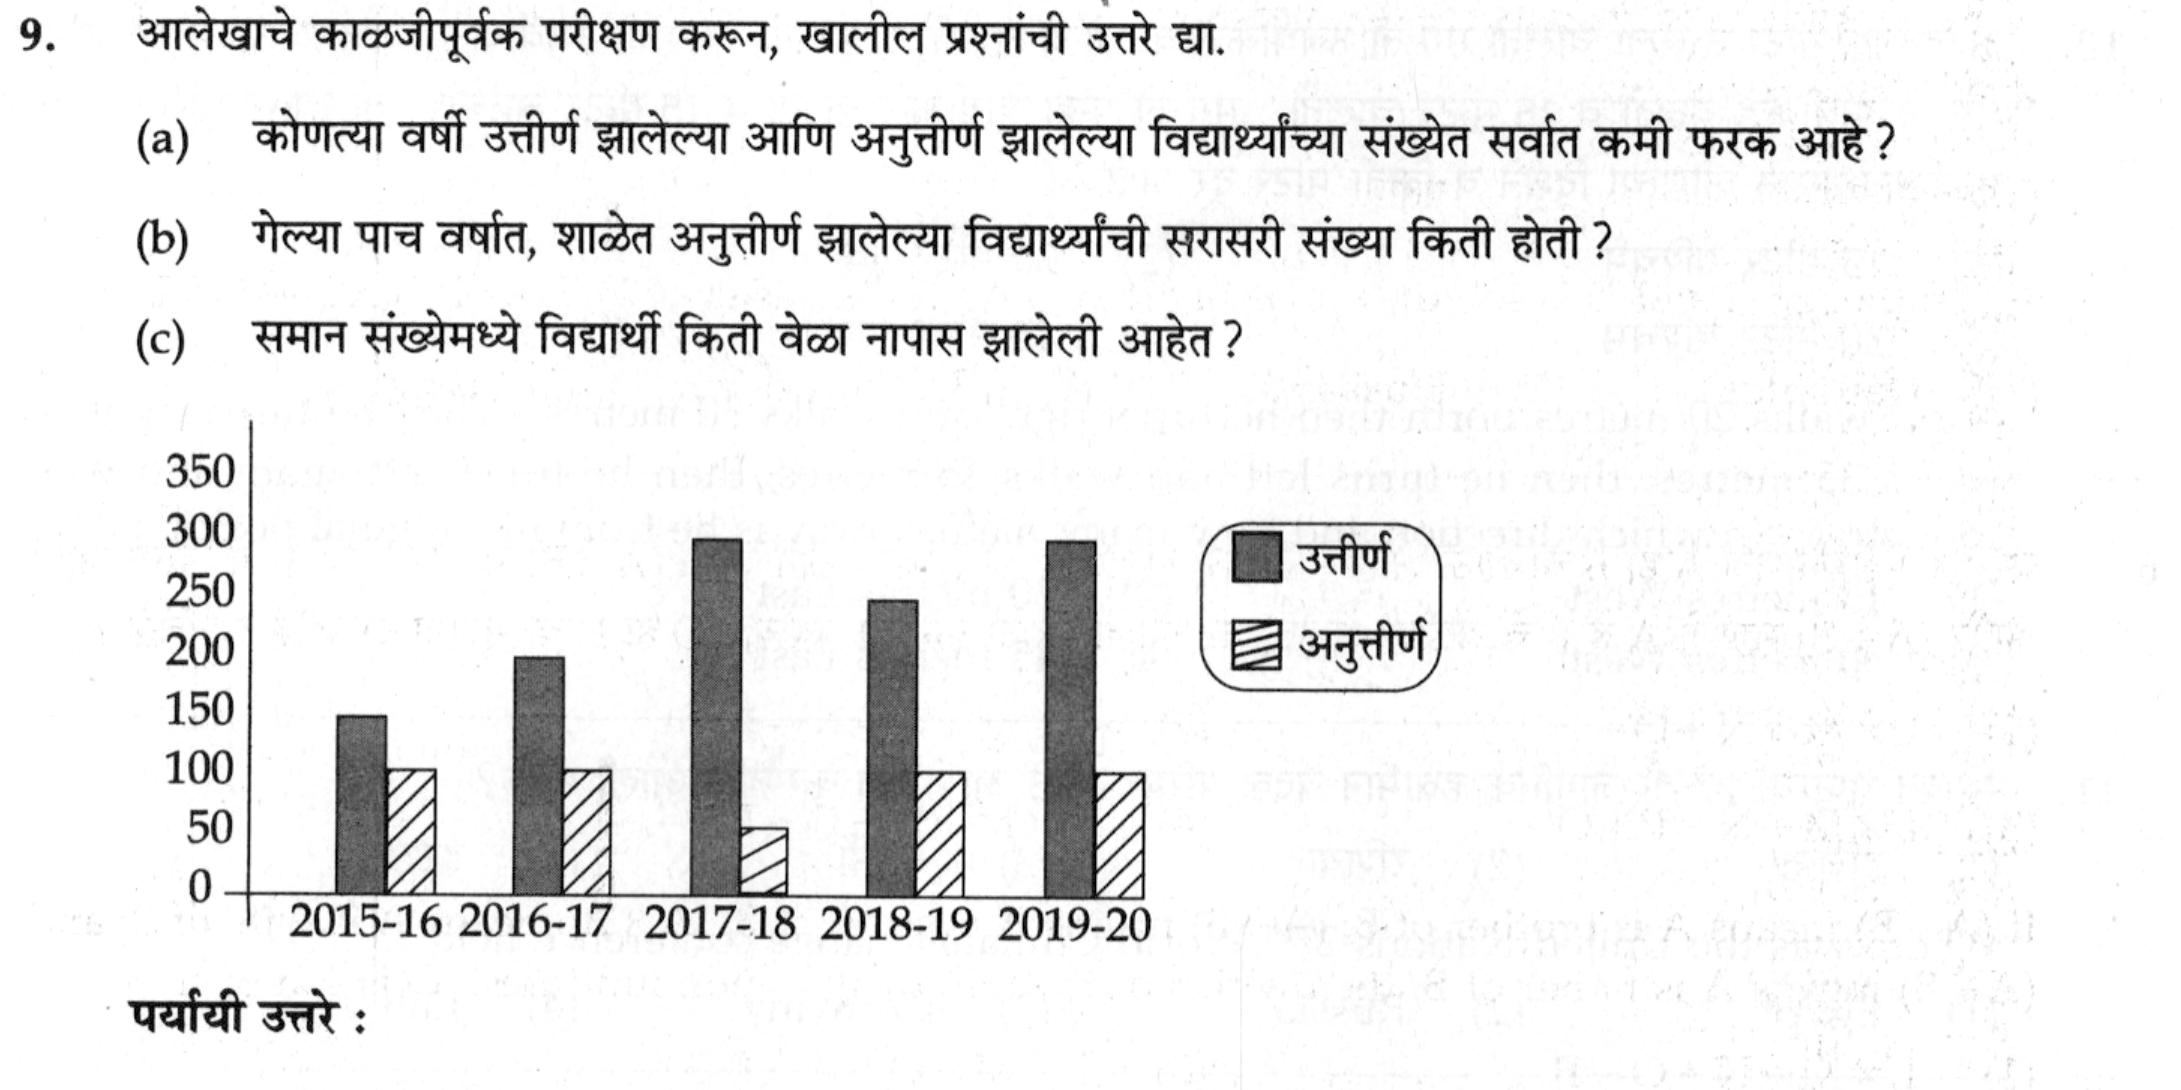 9. आलेखाचे काळजीपूर्वक परीक्षण करून, खालील प्रश्नांची उत्तरे द्या.
(a) कोणत्या वर्षी उत्तीर्ण झालेल्या आणि अनुत्तीर्ण झालेल्या विद्यार्थ्यांच्या संख्येत सर्वात कमी फरक आहे ?
(b) गेल्या पाच वर्षात, शाळेत अनुत्तीर्ण झालेल्या विद्यार्थ्यांची सरासरी संख्या किती होती ?
(c) समान संख्येमध्ये विद्यार्थी किती वेळा नापास झालेली आहेत ?
350
300
250
200
150
100
50
0
2015-16 2016-17 2017-18 2018-19 2019-20
उत्तीर्ण
अनुत्तीर्ण
पर्यायी उत्तरे :